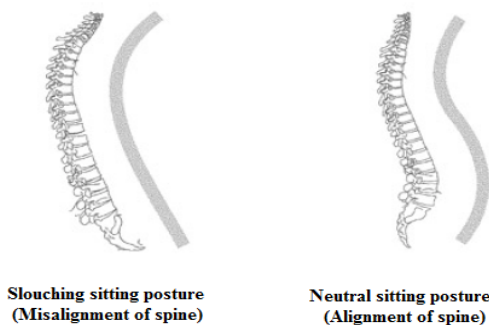 Slouching sitting posture
(Misalignment of spine)
Neutral sitting posture
(Alignment of spine)